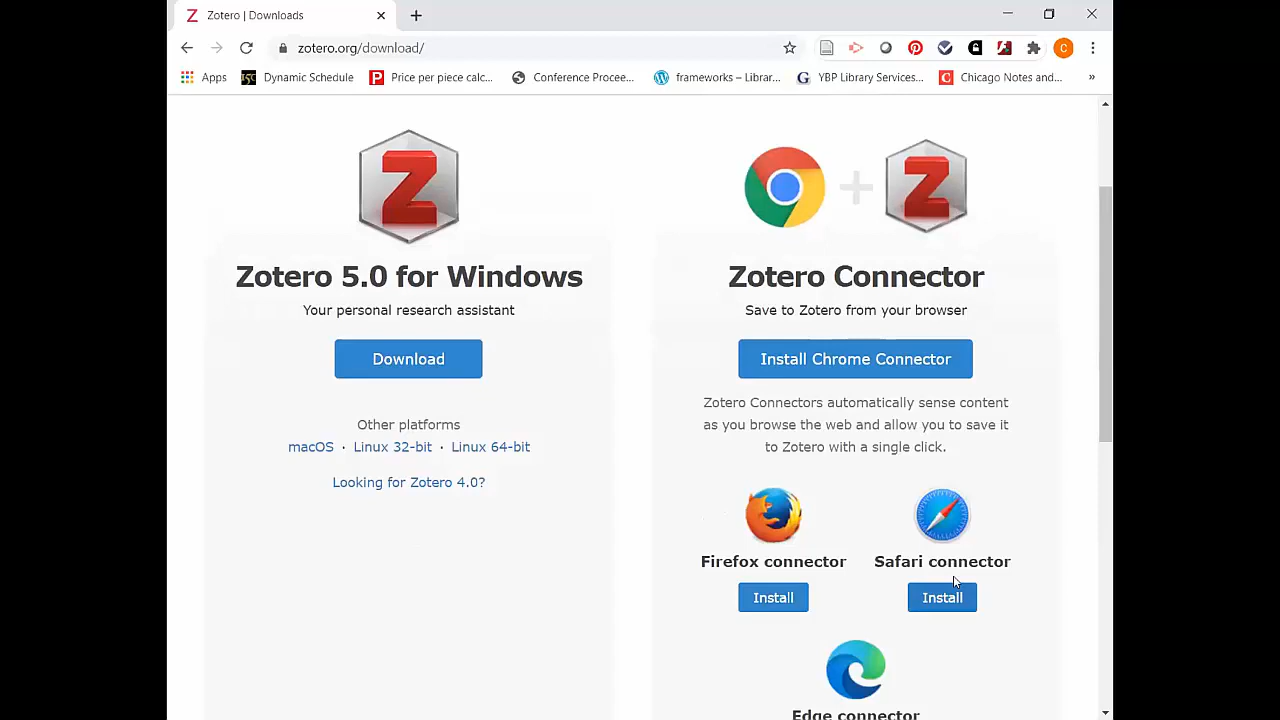 Zotero | Downloads
zotero.org/download/
Apps
Dynamic Schedule
Price per piece calc...
Conference Procee...
frameworks – Librar...
YBP Library Services...
Chicago Notes and...
»
Zotero 5.0 for Windows
Your personal research assistant
Download
Other platforms
macOS · Linux 32-bit · Linux 64-bit
Looking for Zotero 4.0?
Zotero Connector
Save to Zotero from your browser
Install Chrome Connector
Zotero Connectors automatically sense content
as you browse the web and allow you to save it
to Zotero with a single click.
Firefox connector
Install
Safari connector
Install
Edge connector